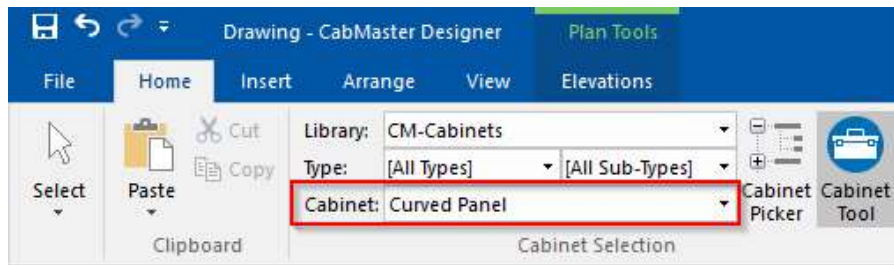 Drawing - CabMaster Designer Plan Tools
File Home Insert Arrange View Elevations
Cut Library: CM-Cabinets
Copy Type: [All Types] [All Sub-Types]
Select Paste Cabinet: Curved Panel Cabinet Picker Cabinet Tool
Clipboard Cabinet Selection